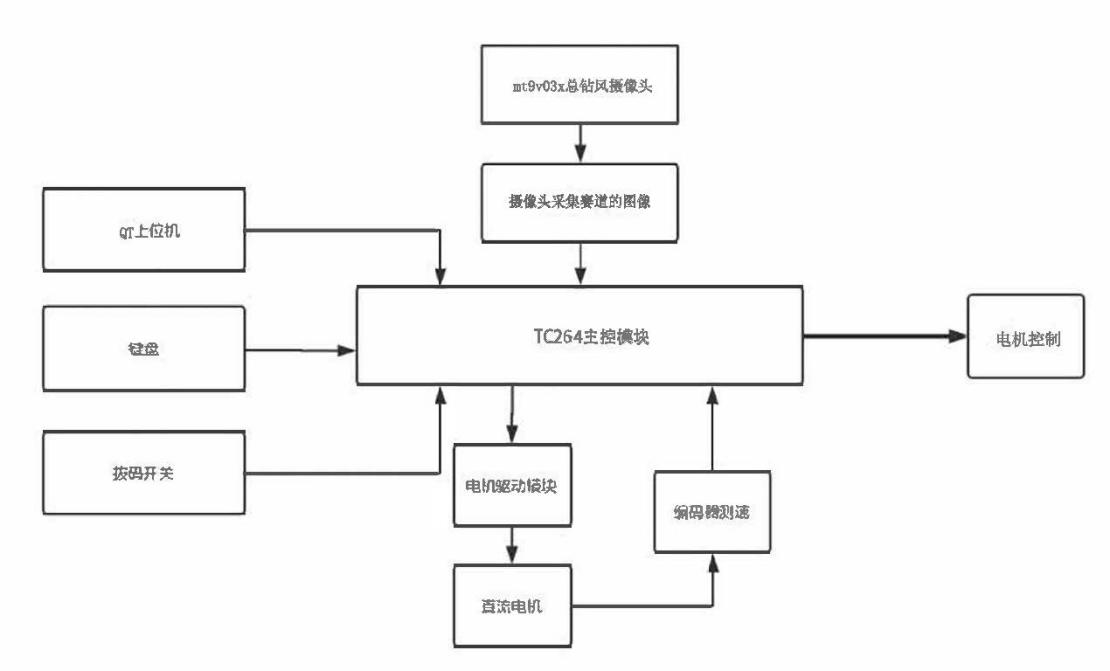 mt9v03x总钻风摄像头
摄像头采集赛道的图像
QT上位机
TC264主控模块
电机控制
键盘
拨码开关
电机驱动模块
编码器测速
直流电机